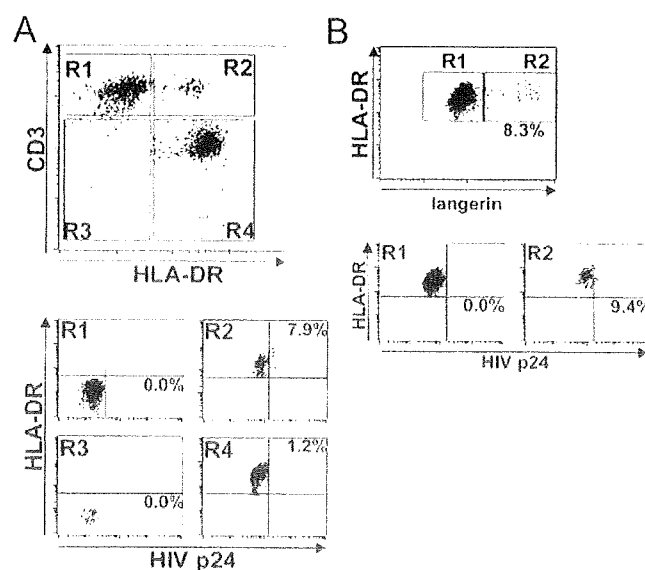 A
R1
R2
CD3
R3
R4
HLA-DR
R1
0.0%
R2
7.9%
HLA-DR
R3
0.0%
R4
1.2%
HIV p24
B
R1
R2
HLA-DR
8.3%
langerin
R1
HLA-DR
0.0%
R2
9.4%
HIV p24